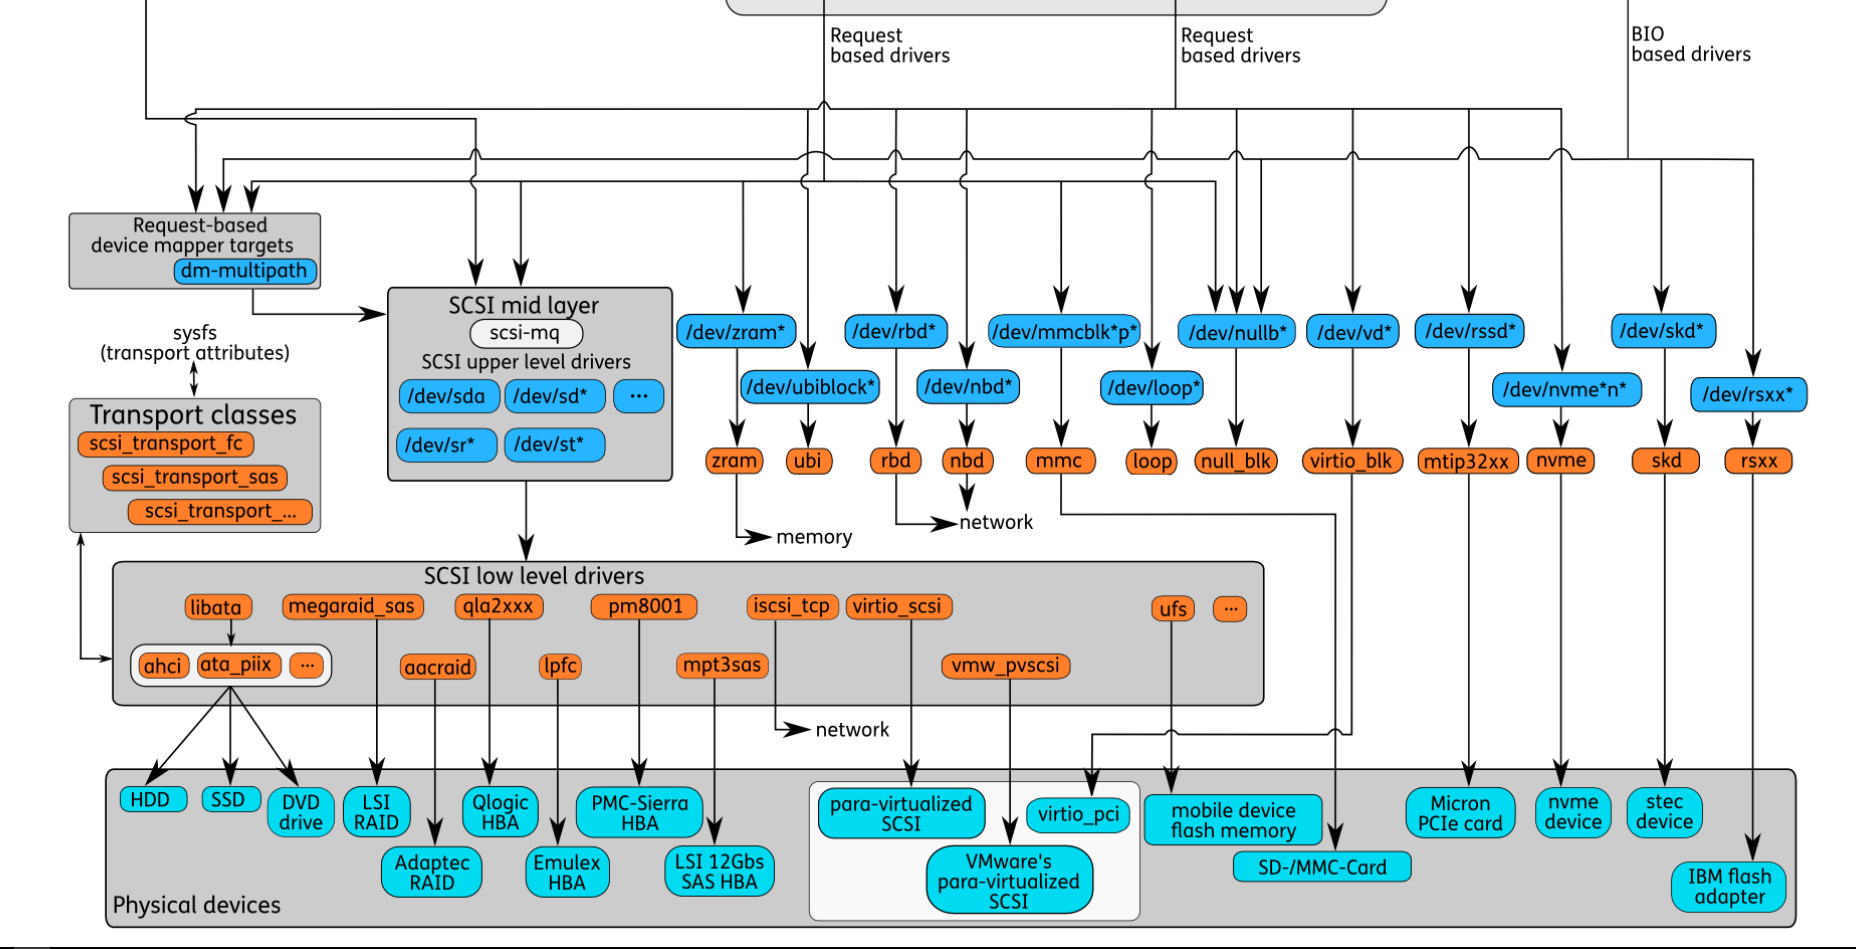 Request
based drivers
Request
based drivers
BIO
based drivers
Request-based
device mapper targets
dm-multipath
sysfs
(transport attributes)
Transport classes
scsi_transport_fc
scsi_transport_sas
scsi_transport_...
SCSI mid layer
scsi-mq
SCSI upper level drivers
/dev/sda
/dev/sd*
...
/dev/sr*
/dev/st*
/dev/zram*
/dev/rbd*
/dev/mmcblk*p*
/dev/nullb*
/dev/vd*
/dev/rssd*
/dev/skd*
/dev/ubiblock*
/dev/nbd*
/dev/loop*
/dev/nvme*n*
/dev/rsxx*
zram
ubi
rbd
nbd
mmc
loop
null_blk
virtio_blk
mtip32xx
nvme
skd
rsxx
network
memory
SCSI low level drivers
libata
megaraid_sas
qla2xxx
pm8001
iscsi_tcp
virtio_scsi
ufs
...
ahci
ata_piix
...
aacraid
lpfc
mpt3sas
vmw_pvscsi
network
HDD
SSD
DVD
drive
LSI
RAID
Qlogic
HBA
PMC-Sierra
HBA
para-virtualized
SCSI
virtio_pci
mobile device
flash memory
Micron
PCIe card
nvme
device
stec
device
Adaptec
RAID
Emulex
HBA
LSI 12Gbs
SAS HBA
VMware's
para-virtualized
SCSI
SD-/MMC-Card
IBM flash
adapter
Physical devices